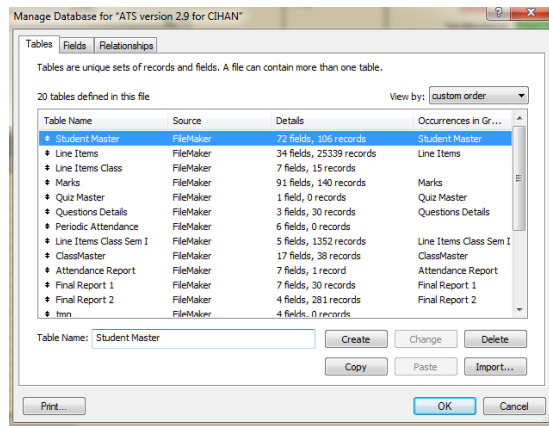 Manage Database for "ATS version 2.9 for CIHAN"
Tables Fields Relationships
Tables are unique sets of records and fields. A file can contain more than one table.
20 tables defined in this file View by: custom order
Table Name Source Details Occurrences in Gr...
Student Master FileMaker 72 fields, 106 records Student Master
Line Items FileMaker 34 fields, 25339 records Line Items
Line Items Class FileMaker 7 fields, 15 records
Marks FileMaker 91 fields, 140 records Marks
Quiz Master FileMaker 1 field, 0 records Quiz Master
Questions Details FileMaker 3 fields, 30 records Questions Details
Periodic Attendance FileMaker 6 fields, 0 records
Line Items Class Sem I FileMaker 5 fields, 1352 records Line Items Class Sem I
ClassMaster FileMaker 17 fields, 38 records ClassMaster
Attendance Report FileMaker 7 fields, 1 record Attendance Report
Final Report 1 FileMaker 7 fields, 30 records Final Report 1
Final Report 2 FileMaker 4 fields, 281 records Final Report 2
tmp FileMaker 4 fields, 0 records
Table Name: Student Master Create Change Delete
Copy Paste Import...
Print... OK Cancel